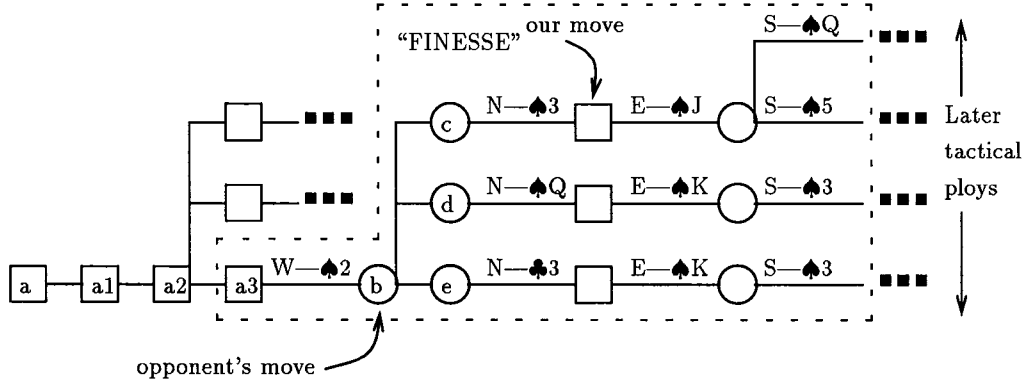 S—♠Q
"FINESSE" our move
c N—♠3 E—♠J S—♠5
Later
tactical
ploys
d N—♠Q E—♠K S—♠3
a a1 a2 a3 W—♠2 b e N—♣3 E—♠K S—♠3
opponent's move